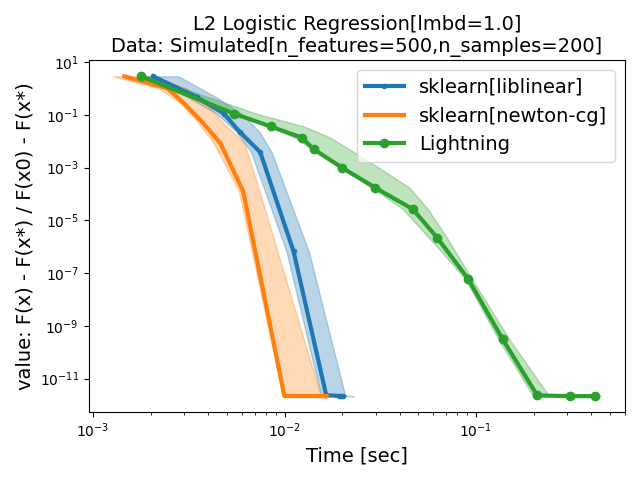 L2 Logistic Regression[lmbd=1.0]
Data: Simulated[n_features=500,n_samples=200]
value: F(x) - F(x*) / F(x0) - F(x*)
10¹
10⁻¹
10⁻³
10⁻⁵
10⁻⁷
10⁻⁹
10⁻¹¹
sklearn[liblinear]
sklearn[newton-cg]
Lightning
10⁻³
10⁻²
10⁻¹
Time [sec]